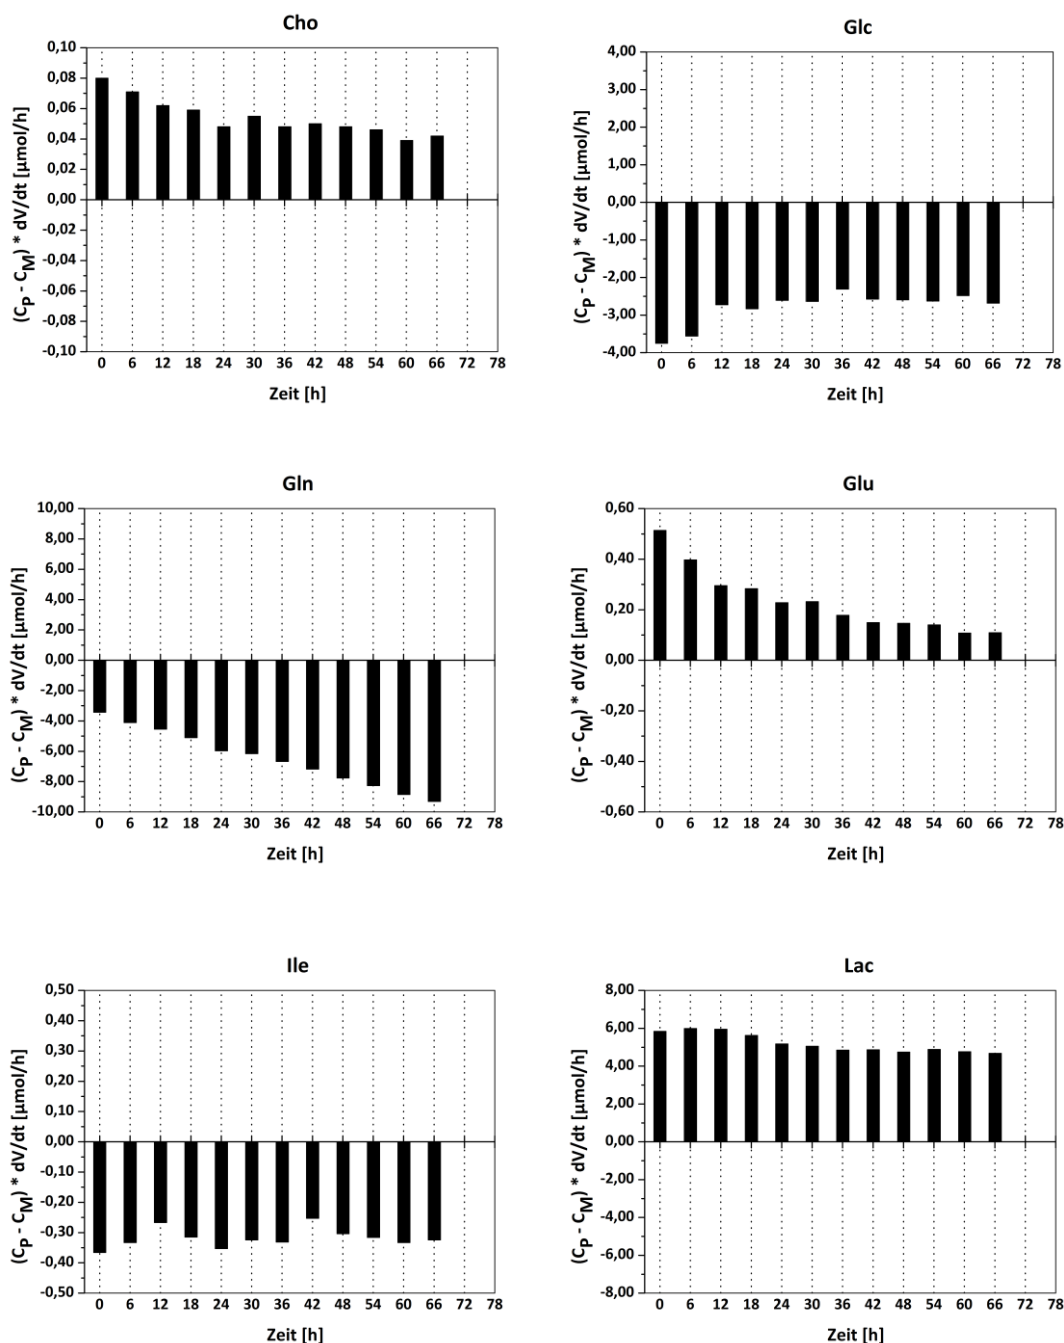 Cho
0,10
0,08
0,06
0,04
0,02
0,00
-0,02
-0,04
-0,06
-0,08
-0,10
(CP - CM) * dV/dt [µmol/h]
0 6 12 18 24 30 36 42 48 54 60 66 72 78
Zeit [h]
Glc
4,00
3,00
2,00
1,00
0,00
-1,00
-2,00
-3,00
-4,00
(CP - CM) * dV/dt [µmol/h]
0 6 12 18 24 30 36 42 48 54 60 66 72 78
Zeit [h]
Gln
10,00
8,00
6,00
4,00
2,00
0,00
-2,00
-4,00
-6,00
-8,00
-10,00
(CP - CM) * dV/dt [µmol/h]
0 6 12 18 24 30 36 42 48 54 60 66 72 78
Zeit [h]
Glu
0,60
0,40
0,20
0,00
-0,20
-0,40
-0,60
(CP - CM) * dV/dt [µmol/h]
0 6 12 18 24 30 36 42 48 54 60 66 72 78
Zeit [h]
Ile
0,50
0,40
0,30
0,20
0,10
0,00
-0,10
-0,20
-0,30
-0,40
-0,50
(CP - CM) * dV/dt [µmol/h]
0 6 12 18 24 30 36 42 48 54 60 66 72 78
Zeit [h]
Lac
8,00
6,00
4,00
2,00
0,00
-2,00
-4,00
-6,00
-8,00
(CP - CM) * dV/dt [µmol/h]
0 6 12 18 24 30 36 42 48 54 60 66 72 78
Zeit [h]